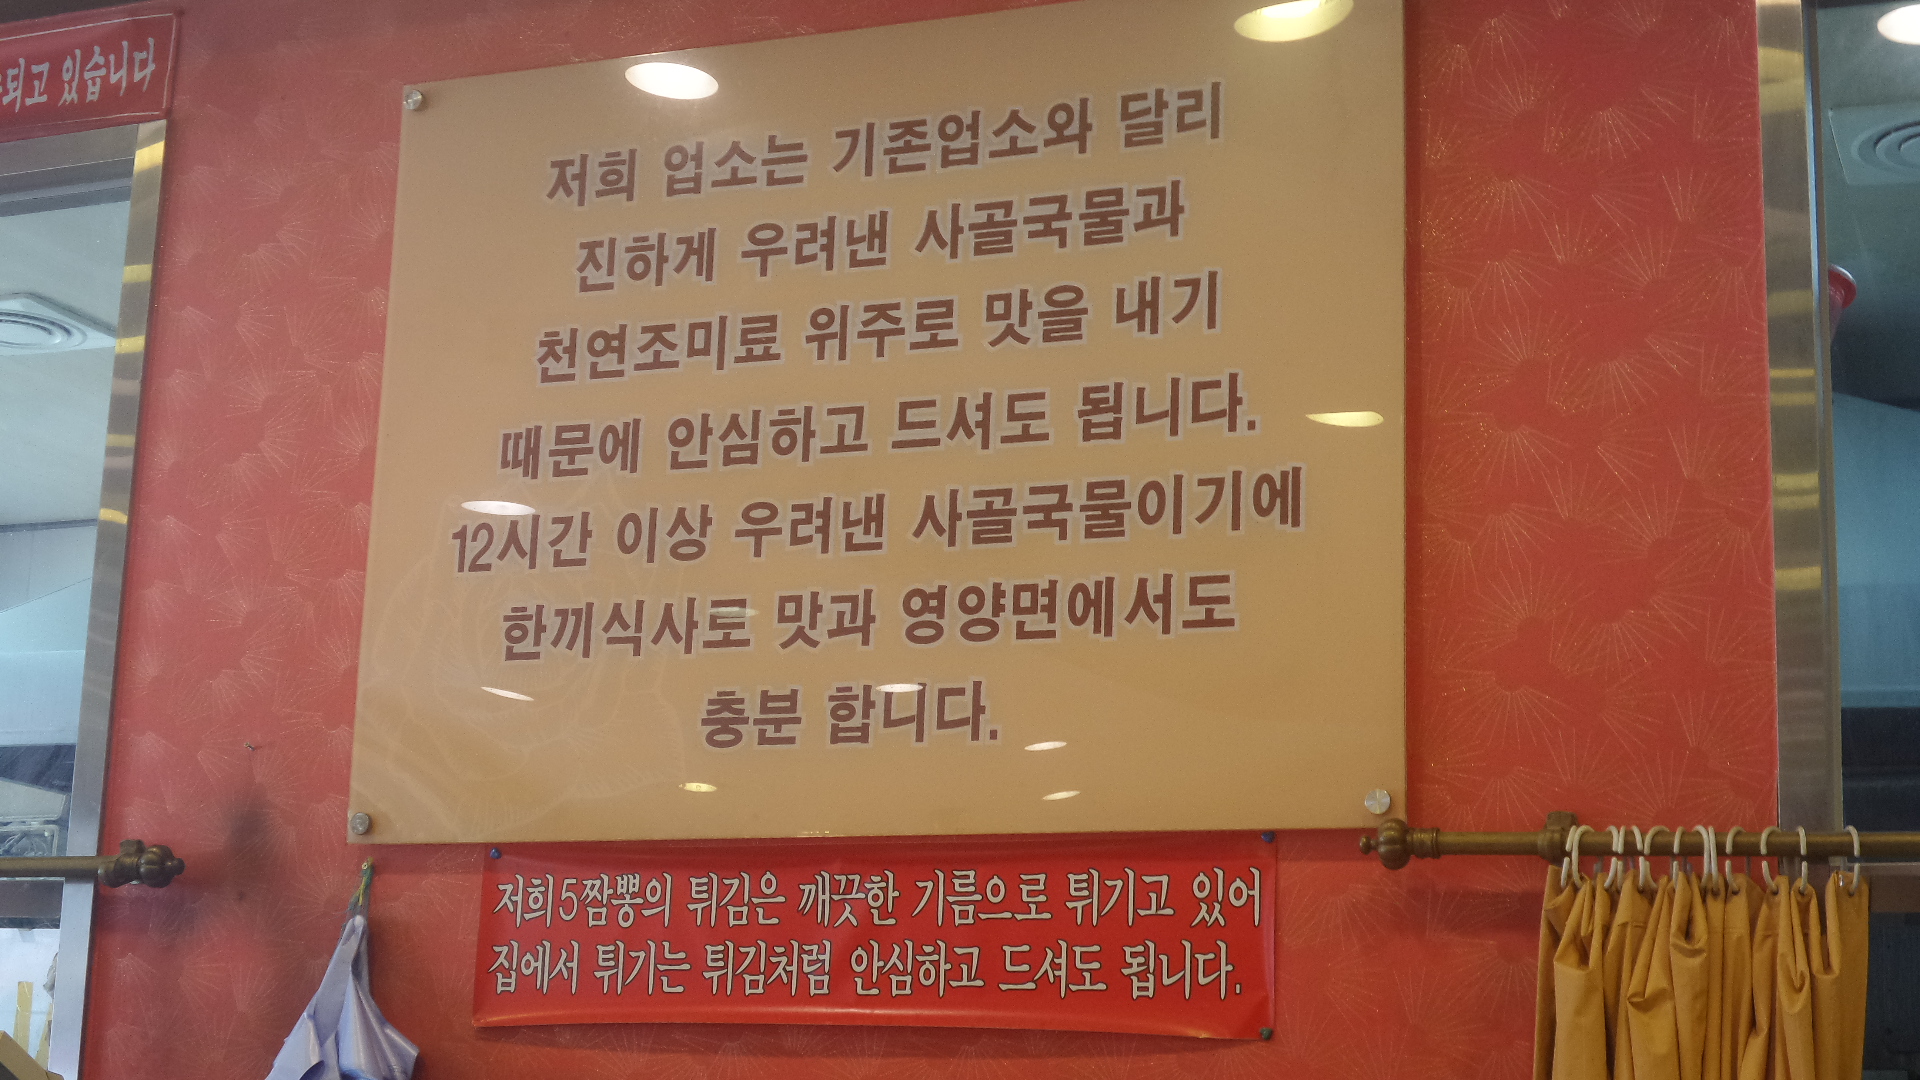 되고 있습니다
저희 업소는 기존업소와 달리
진하게 우려낸 사골국물과
천연조미료 위주로 맛을 내기
때문에 안심하고 드셔도 됩니다.
12시간 이상 우려낸 사골국물이기에
한끼식사로 맛과 영양면에서도
충분 합니다.
저희5짬뽕의 튀김은 깨끗한 기름으로 튀기고 있어
집에서 튀기는 튀김처럼 안심하고 드셔도 됩니다.